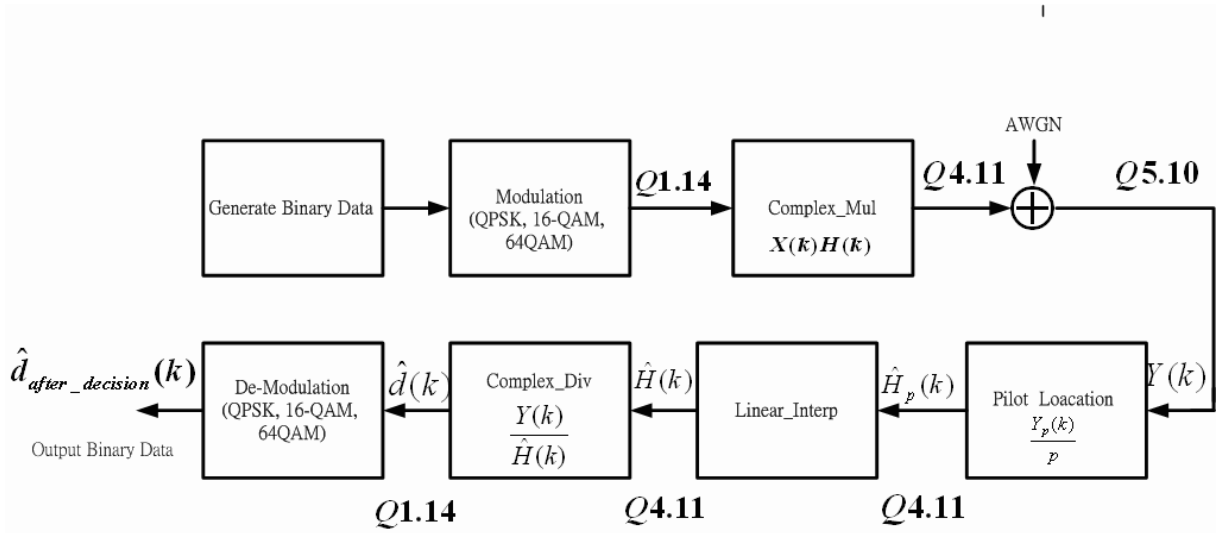 AWGN
Generate Binary Data
Modulation
(QPSK, 16-QAM,
64QAM)
Q1.14
Complex_Mul
X(k)H(k)
Q4.11
Q5.10
d̂after_decision(k)
Output Binary Data
De-Modulation
(QPSK, 16-QAM,
64QAM)
d̂(k)
Complex_Div
Y(k)
Ĥ(k)
Ĥ(k)
Linear_Interp
Ĥp(k)
Pilot Loacation
Yp(k)
p
Y(k)
Q1.14
Q4.11
Q4.11